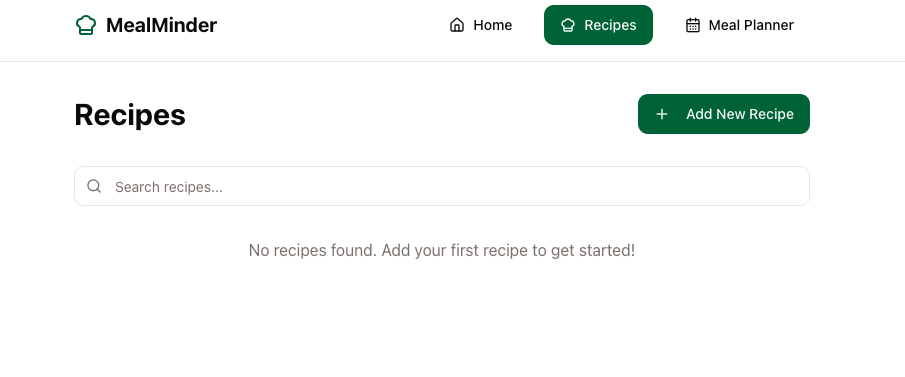 MealMinder
Home
Recipes
Meal Planner
Recipes
Add New Recipe
Search recipes...
No recipes found. Add your first recipe to get started!